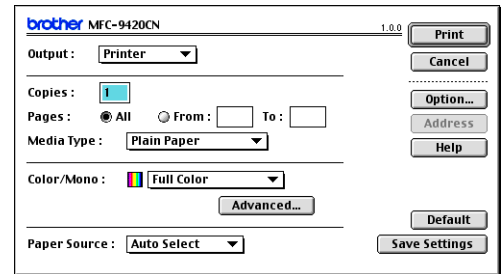 brother MFC-9420CN 1.0.0 Print
Output: Printer Cancel
Copies: 1 Option...
Pages: All From: To: Address
Media Type: Plain Paper Help
Color/Mono: Full Color
Advanced...
Default
Paper Source: Auto Select Save Settings